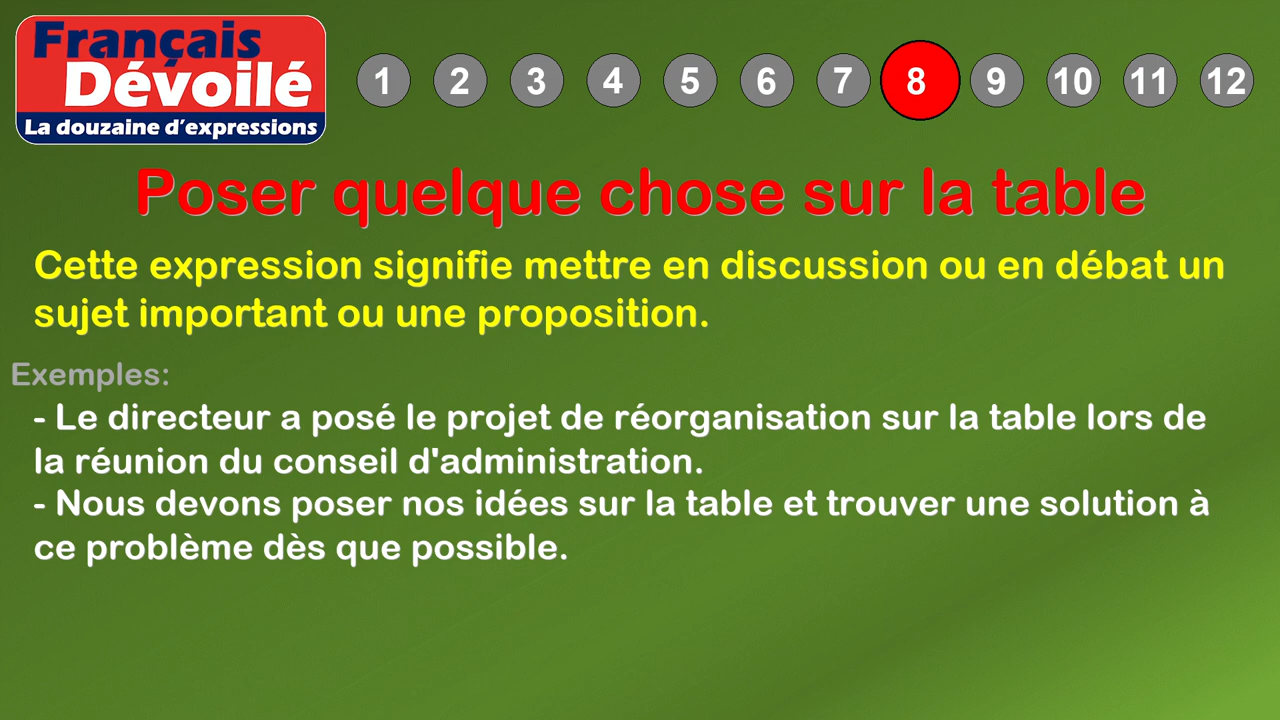 Français
Dévoilé
La douzaine d'expressions
1 2 3 4 5 6 7 8 9 10 11 12
Poser quelque chose sur la table
Cette expression signifie mettre en discussion ou en débat un
sujet important ou une proposition.
Exemples:
- Le directeur a posé le projet de réorganisation sur la table lors de
la réunion du conseil d'administration.
- Nous devons poser nos idées sur la table et trouver une solution à
ce problème dès que possible.